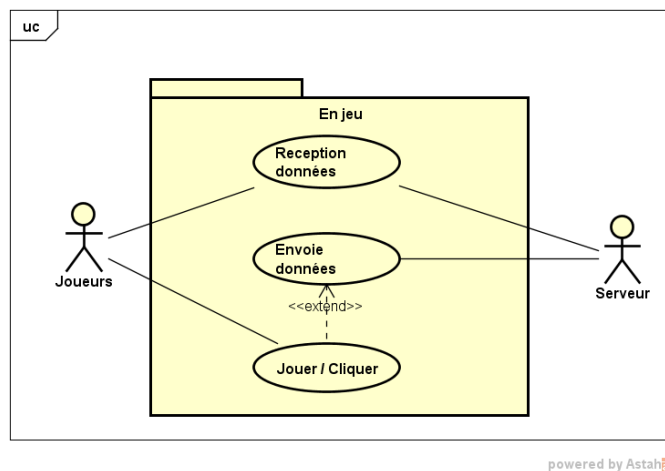 uc
En jeu
Reception
données
Envoie
données
<<extend>>
Jouer / Cliquer
Joueurs
Serveur
powered by Astah